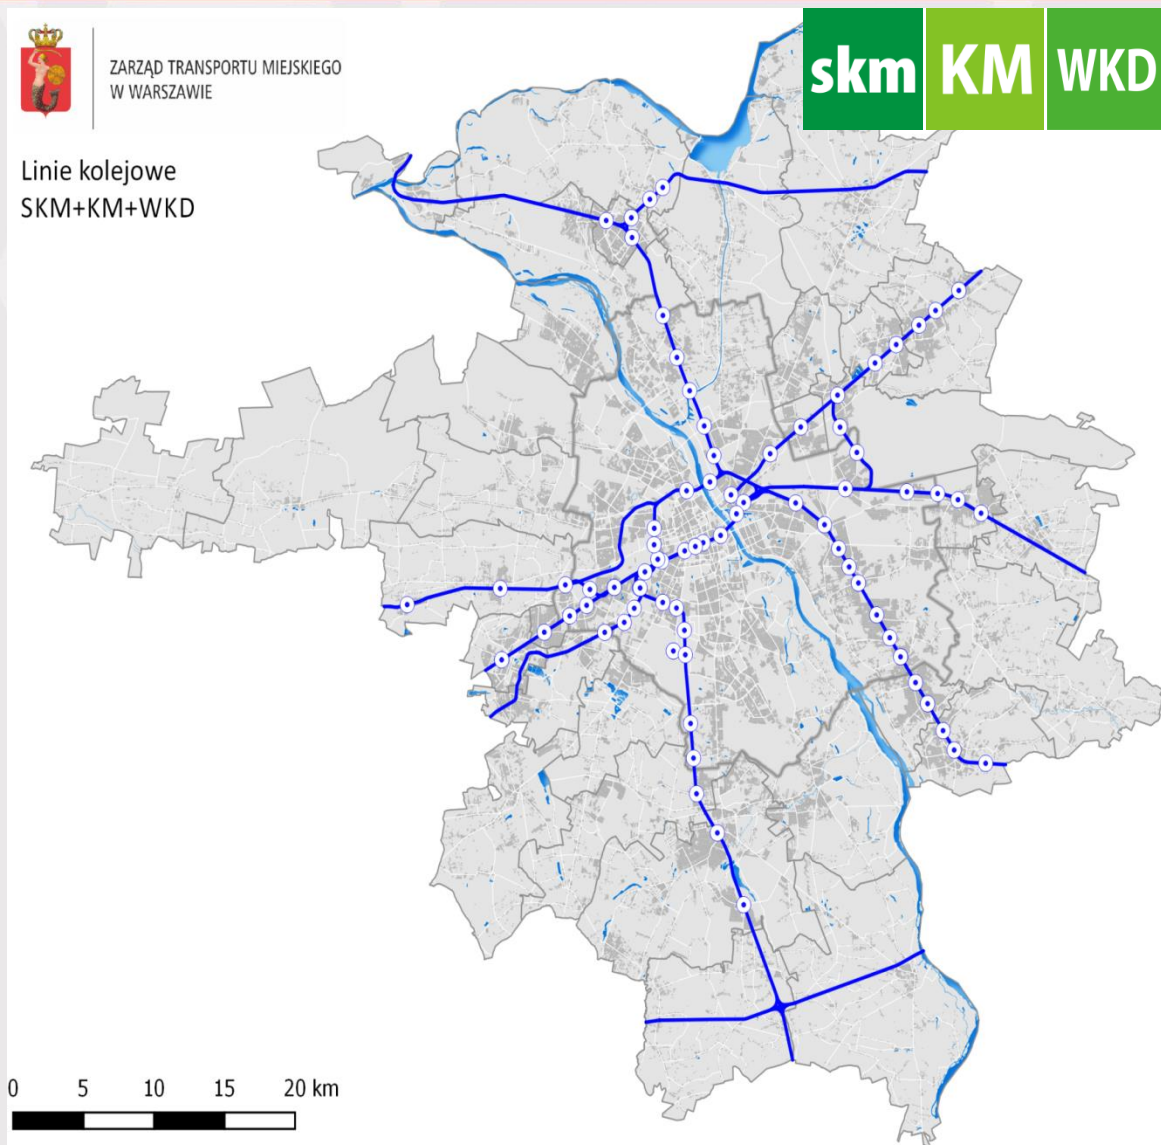 ZARZĄD TRANSPORTU MIEJSKIEGO
W WARSZAWIE
skm KM WKD
Linie kolejowe
SKM+KM+WKD
0 5 10 15 20 km